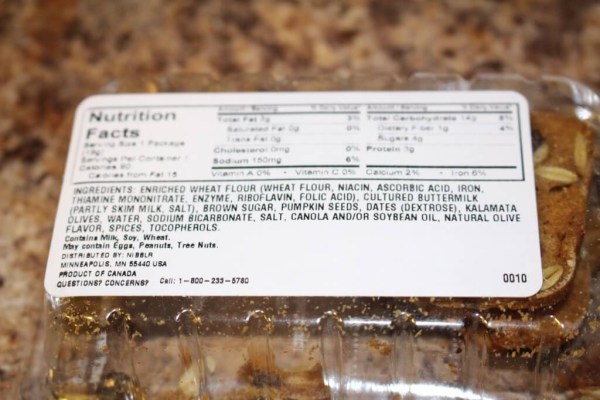 Nutrition
Facts
Serving Size 1 Package
Servings Per Container 1
Calories from Fat 15
Total Fat 2g
Saturated Fat 0g 0%
Trans Fat 0g
Cholesterol 0mg 0%
Sodium 150mg 6%
Total Carbohydrate 14g
Dietary Fiber 1g
Sugars 4g
Protein 3g
Vitamin A 0% • Vitamin C 0% • Calcium 2% • Iron 6%
INGREDIENTS: ENRICHED WHEAT FLOUR (WHEAT FLOUR, NIACIN, ASCORBIC ACID, IRON,
THIAMINE MONONITRATE, ENZYME, RIBOFLAVIN, FOLIC ACID), CULTURED BUTTERMILK
(PARTLY SKIM MILK, SALT), BROWN SUGAR, PUMPKIN SEEDS, DATES (DEXTROSE), KALAMATA
OLIVES, WATER, SODIUM BICARBONATE, SALT, CANOLA AND/OR SOYBEAN OIL, NATURAL OLIVE
FLAVOR, SPICES, TOCOPHEROLS.
Contains Milk, Soy, Wheat.
May contain Eggs, Peanuts, Tree Nuts.
DISTRIBUTED BY: NIBBLR
MINNEAPOLIS, MN 55440 USA
PRODUCT OF CANADA
QUESTIONS? CONCERNS? Call: 1-800-233-5780
0010